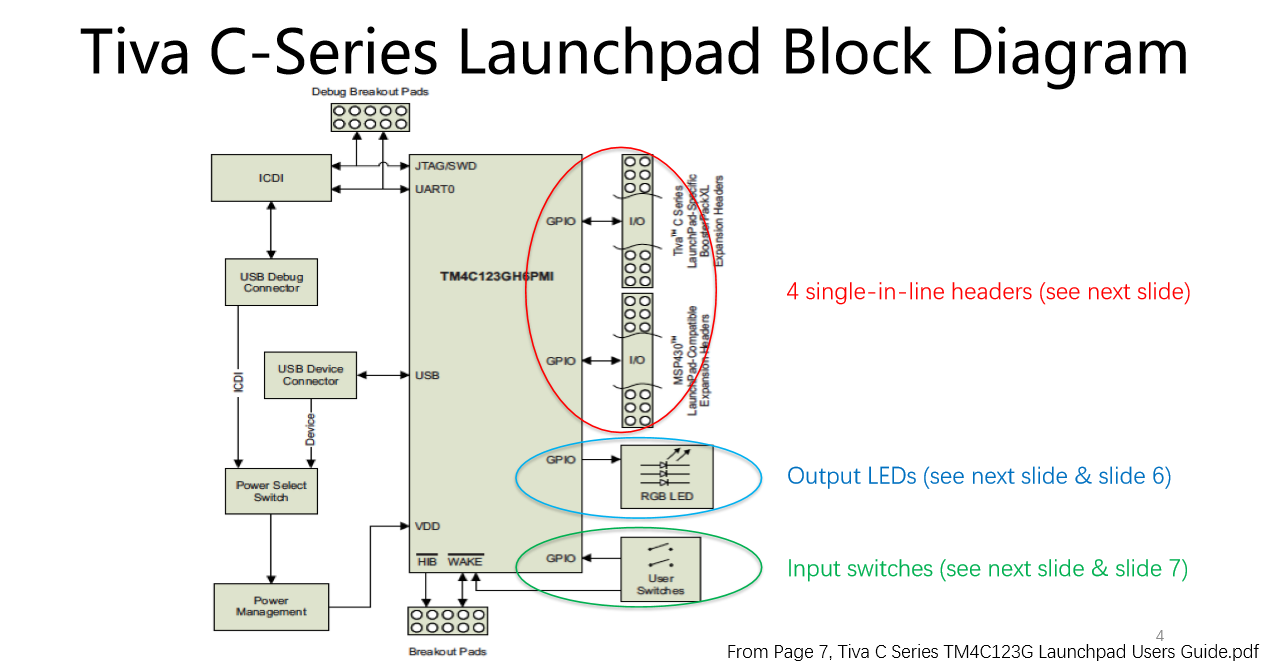 Tiva C-Series Launchpad Block Diagram
Debug Breakout Pads
ICDI
JTAG/SWD
UART0
GPIO
I/O
Tiva™ C Series
LaunchPad-Specific
BoosterPackXL
Expansion Headers
USB Debug
Connector
TM4C123GH6PMI
4 single-in-line headers (see next slide)
ICDI
USB Device
Connector
USB
GPIO
I/O
MSP430™
LaunchPad-Compatible
Expansion Headers
Device
Power Select
Switch
GPIO
RGB LED
Output LEDs (see next slide & slide 6)
VDD
HIB WAKE
GPIO
User
Switches
Input switches (see next slide & slide 7)
Power
Management
Breakout Pads
4
From Page 7, Tiva C Series TM4C123G Launchpad Users Guide.pdf